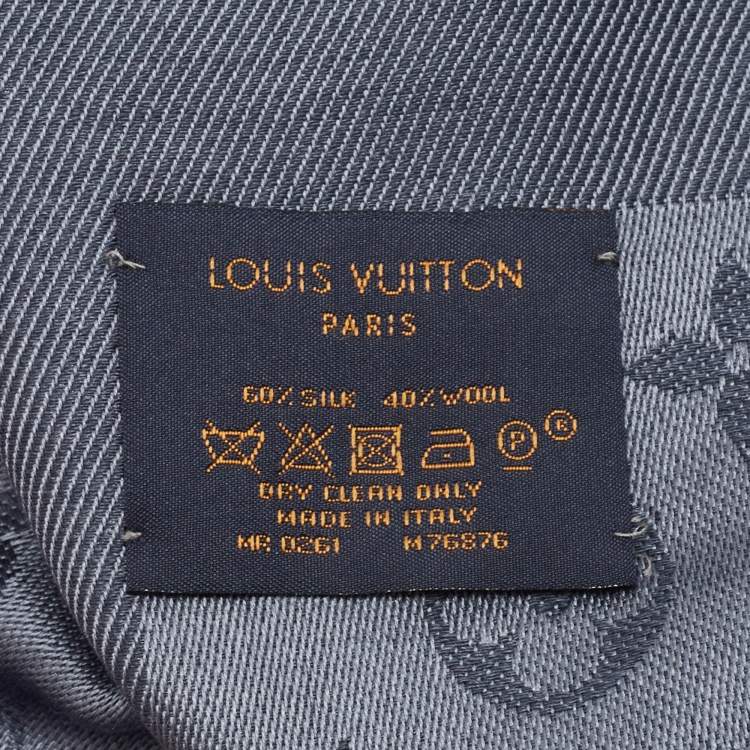 LOUIS VUITTON
PARIS
60% SILK 40% WOOL
P K
DRY CLEAN ONLY
MADE IN ITALY
MR 0261 M76876